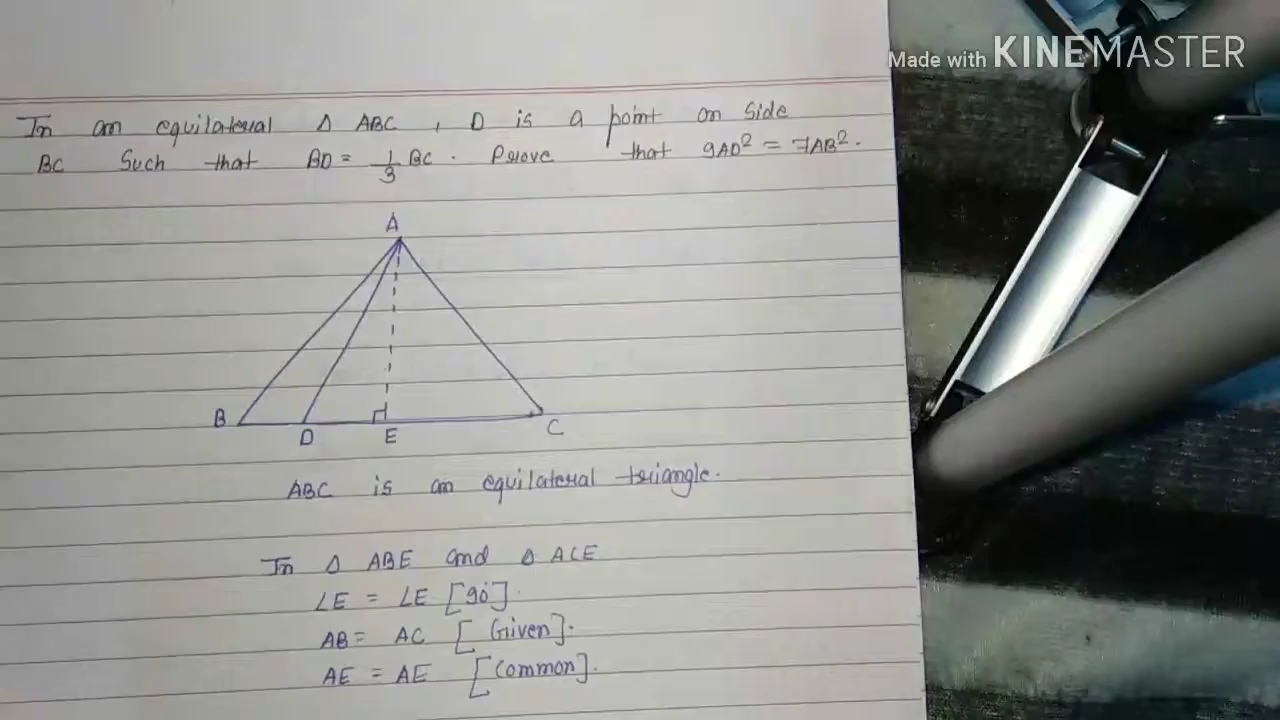 Made with KINEMASTER
In an equilateral Δ ABC , D is a point on side
BC Such that BD = 1/3 BC. Prove that 9AD² = 7AB².
A
B
D
E
C
ABC is an equilateral triangle.
In Δ ABE and Δ ACE
∠E = ∠E [90°].
AB = AC [Given].
AE = AE [Common].